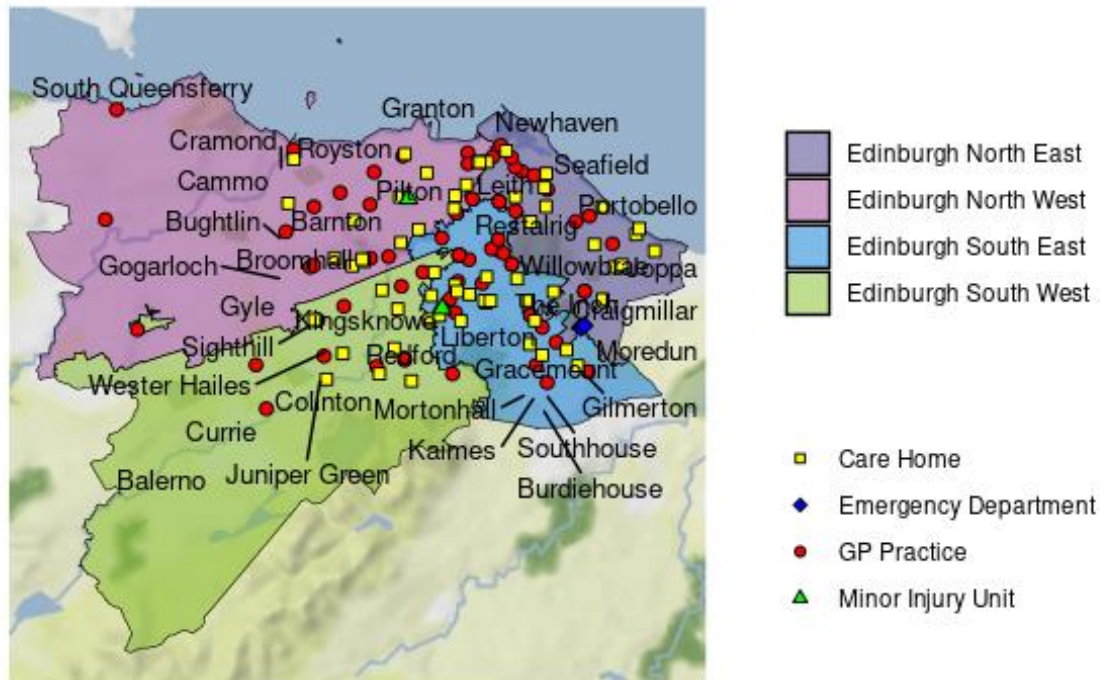 South Queensferry
Granton
Newhaven
Cramond
Royston
Seafield
Cammo
Pilton
Leith
Portobello
Bughtlin
Barnton
Restalrig
Gogarloch
Broomhall
Willowbrae
Joppa
Gyle
The Inch
Kingsknowe
Craigmillar
Sighthill
Liberton
Moredun
Wester Hailes
Redford
Gracemount
Colinton
Mortonhall
Gilmerton
Currie
Kaimes
Southhouse
Balerno
Juniper Green
Burdiehouse
Edinburgh North East
Edinburgh North West
Edinburgh South East
Edinburgh South West
Care Home
Emergency Department
GP Practice
Minor Injury Unit